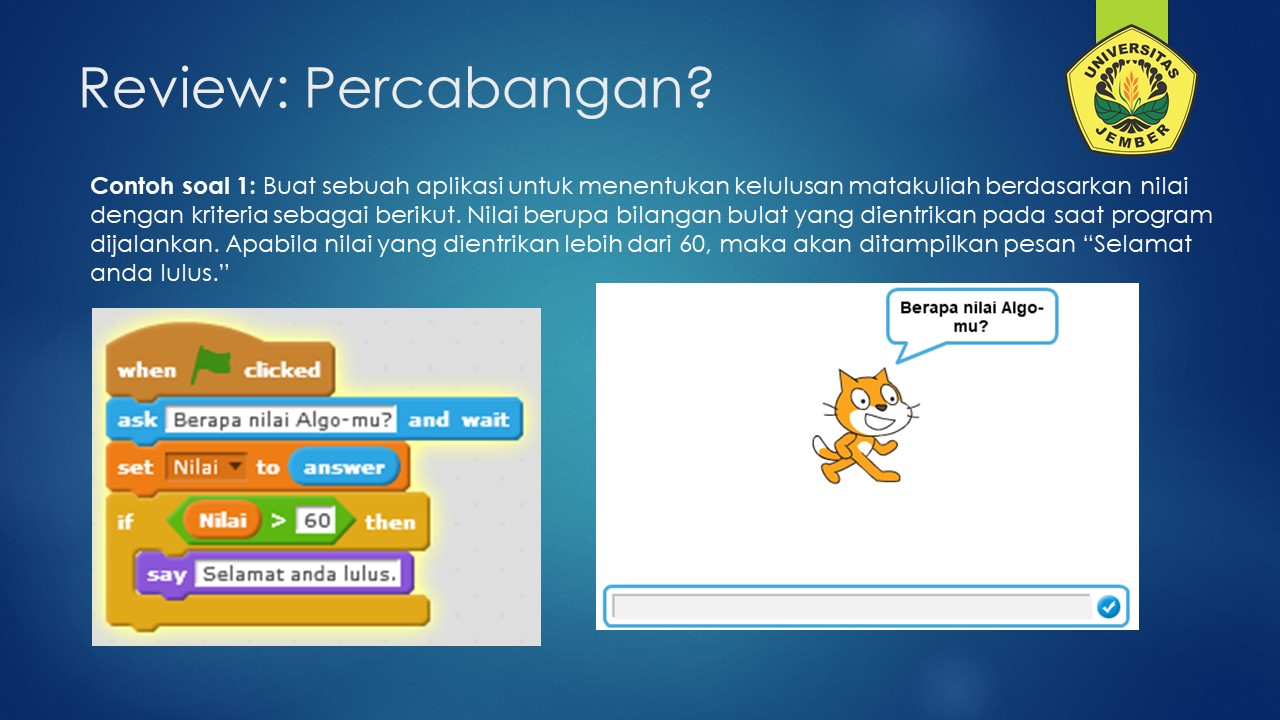 Review: Percabangan?
UNIVERSITAS
JEMBER
Contoh soal 1: Buat sebuah aplikasi untuk menentukan kelulusan matakuliah berdasarkan nilai
dengan kriteria sebagai berikut. Nilai berupa bilangan bulat yang dientrikan pada saat program
dijalankan. Apabila nilai yang dientrikan lebih dari 60, maka akan ditampilkan pesan “Selamat
anda lulus.”
when clicked
ask Berapa nilai Algo-mu? and wait
set Nilai to answer
if Nilai > 60 then
say Selamat anda lulus.
Berapa nilai Algo-
mu?